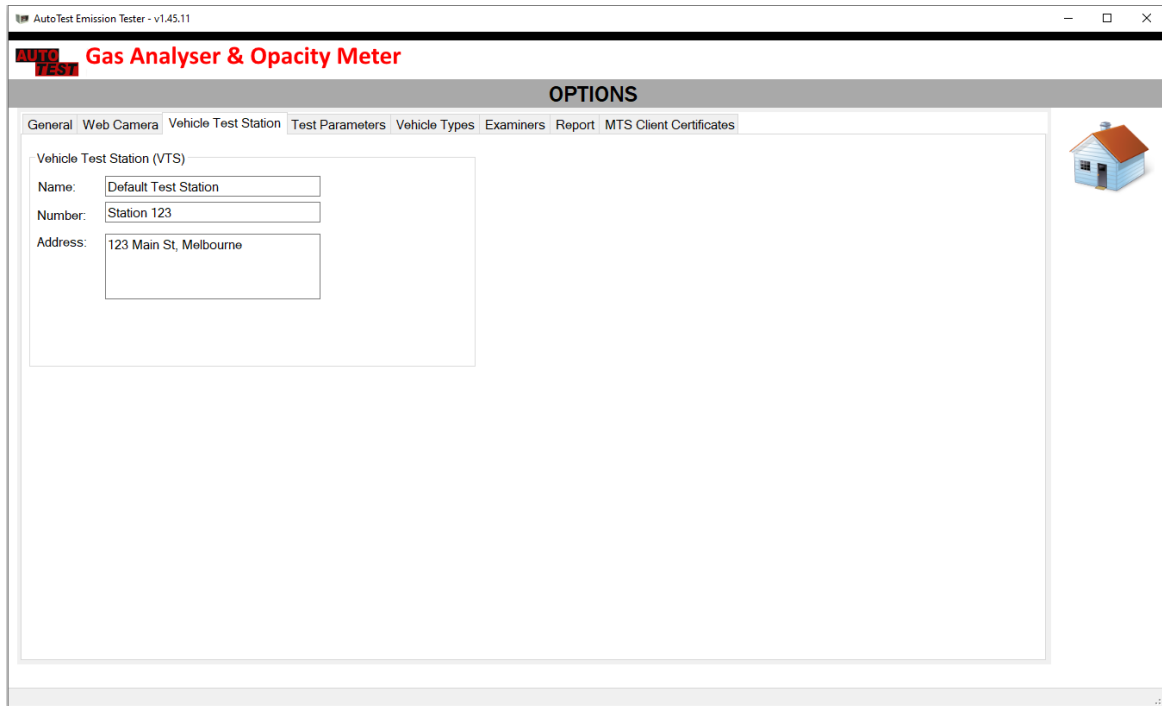 AutoTest Emission Tester - v1.45.11
AUTO
TEST
Gas Analyser & Opacity Meter
OPTIONS
General Web Camera Vehicle Test Station Test Parameters Vehicle Types Examiners Report MTS Client Certificates
Vehicle Test Station (VTS)
Name: Default Test Station
Number: Station 123
Address: 123 Main St, Melbourne